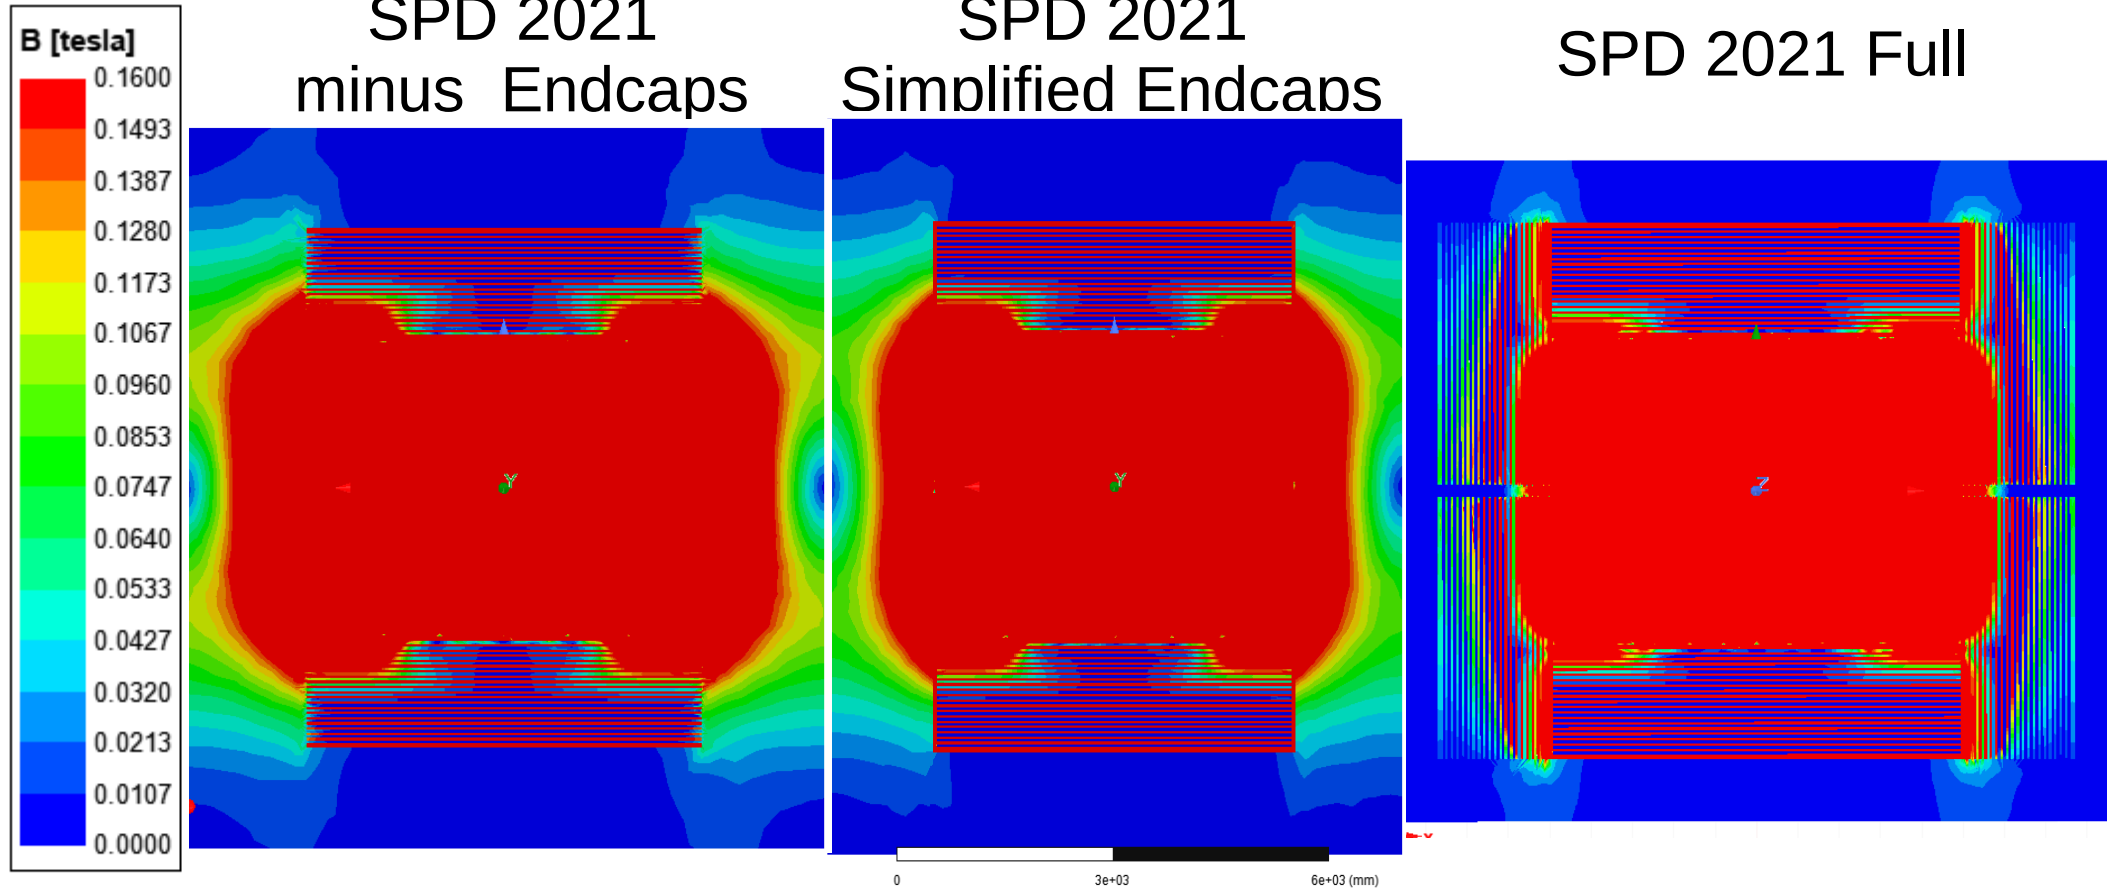 SPD 2021
minus Endcaps
SPD 2021
Simplified Endcaps
SPD 2021 Full
B [tesla]
0.1600
0.1493
0.1387
0.1280
0.1173
0.1067
0.0960
0.0853
0.0747
0.0640
0.0533
0.0427
0.0320
0.0213
0.0107
0.0000
Y
Y
Z
X
0 3e+03 6e+03 (mm)